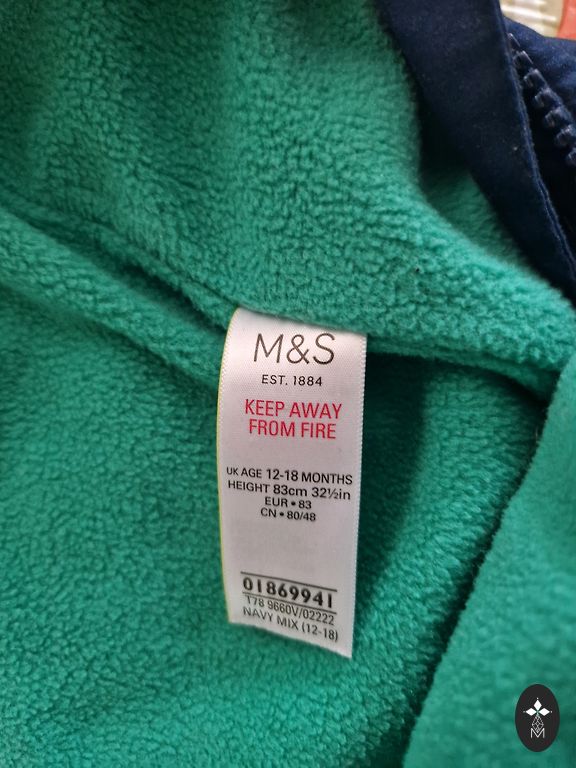 M&S
EST. 1884
KEEP AWAY
FROM FIRE
UK AGE 12-18 MONTHS
HEIGHT 83cm 32½in
EUR • 83
CN • 80/48
01869941
T78 9660V/02222
NAVY MIX (12-18)
M